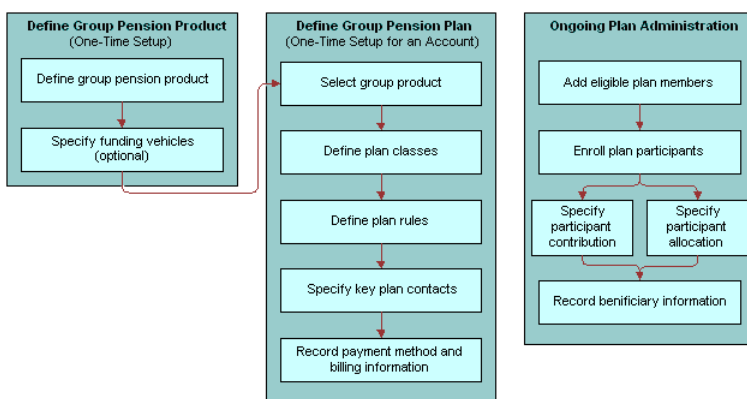 Define Group Pension Product
(One-Time Setup)
Define group pension product
Specify funding vehicles
(optional)
Define Group Pension Plan
(One-Time Setup for an Account)
Select group product
Define plan classes
Define plan rules
Specify key plan contacts
Record payment method and
billing information
Ongoing Plan Administration
Add eligible plan members
Enroll plan participants
Specify
participant
contribution
Specify
participant
allocation
Record benificiary information